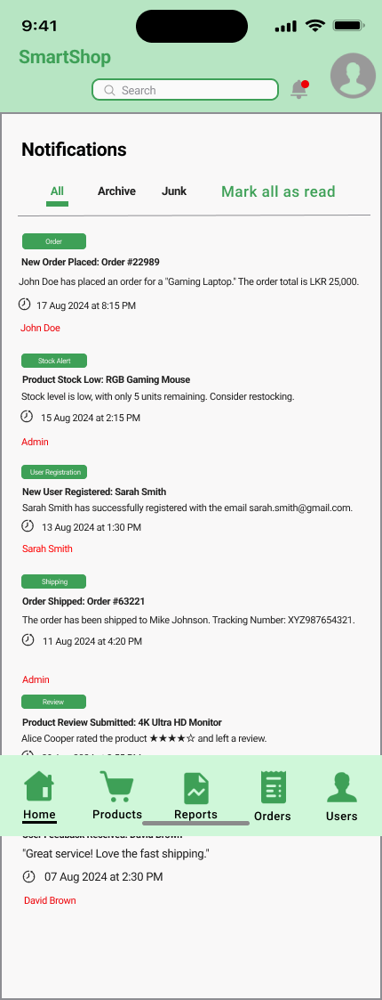 9:41
SmartShop
Search
Notifications
All Archive Junk Mark all as read
Order
New Order Placed: Order #22989
John Doe has placed an order for a "Gaming Laptop." The order total is LKR 25,000.
17 Aug 2024 at 8:15 PM
John Doe
Stock Alert
Product Stock Low: RGB Gaming Mouse
Stock level is low, with only 5 units remaining. Consider restocking.
15 Aug 2024 at 2:15 PM
Admin
User Registration
New User Registered: Sarah Smith
Sarah Smith has successfully registered with the email sarah.smith@gmail.com.
13 Aug 2024 at 1:30 PM
Sarah Smith
Shipping
Order Shipped: Order #63221
The order has been shipped to Mike Johnson. Tracking Number: XYZ987654321.
11 Aug 2024 at 4:20 PM
Admin
Review
Product Review Submitted: 4K Ultra HD Monitor
Alice Cooper rated the product ★★★★☆ and left a review.
Home Products Reports Orders Users
David Brown
"Great service! Love the fast shipping."
07 Aug 2024 at 2:30 PM
David Brown